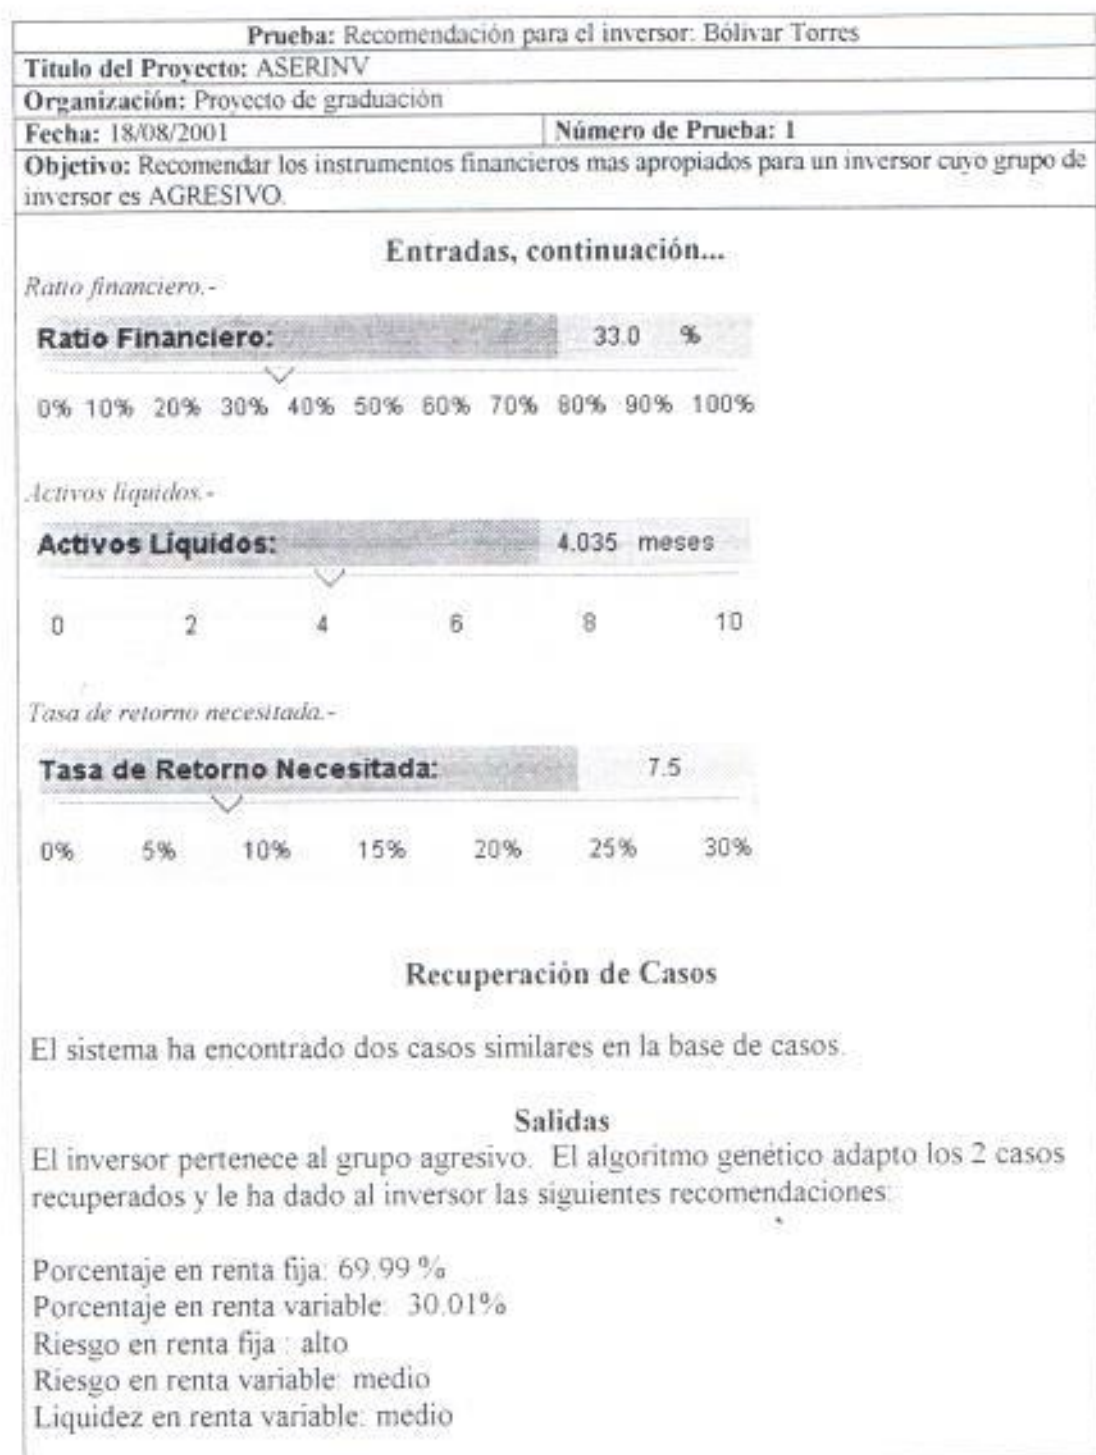 Prueba: Recomendación para el inversor: Bólivar Torres
Titulo del Proyecto: ASERINV
Organización: Proyecto de graduación
Fecha: 18/08/2001 Número de Prueba: 1
Objetivo: Recomendar los instrumentos financieros mas apropiados para un inversor cuyo grupo de
inversor es AGRESIVO.
Entradas, continuación...
Ratio financiero.-
Ratio Financiero: 33.0 %
0% 10% 20% 30% 40% 50% 60% 70% 80% 90% 100%
Activos líquidos.-
Activos Líquidos: 4.035 meses
0 2 4 6 8 10
Tasa de retorno necesitada.-
Tasa de Retorno Necesitada: 7.5
0% 5% 10% 15% 20% 25% 30%
Recuperación de Casos
El sistema ha encontrado dos casos similares en la base de casos.
Salidas
El inversor pertenece al grupo agresivo. El algoritmo genético adapto los 2 casos
recuperados y le ha dado al inversor las siguientes recomendaciones:
Porcentaje en renta fija: 69.99 %
Porcentaje en renta variable: 30.01%
Riesgo en renta fija : alto
Riesgo en renta variable: medio
Liquidez en renta variable: medio